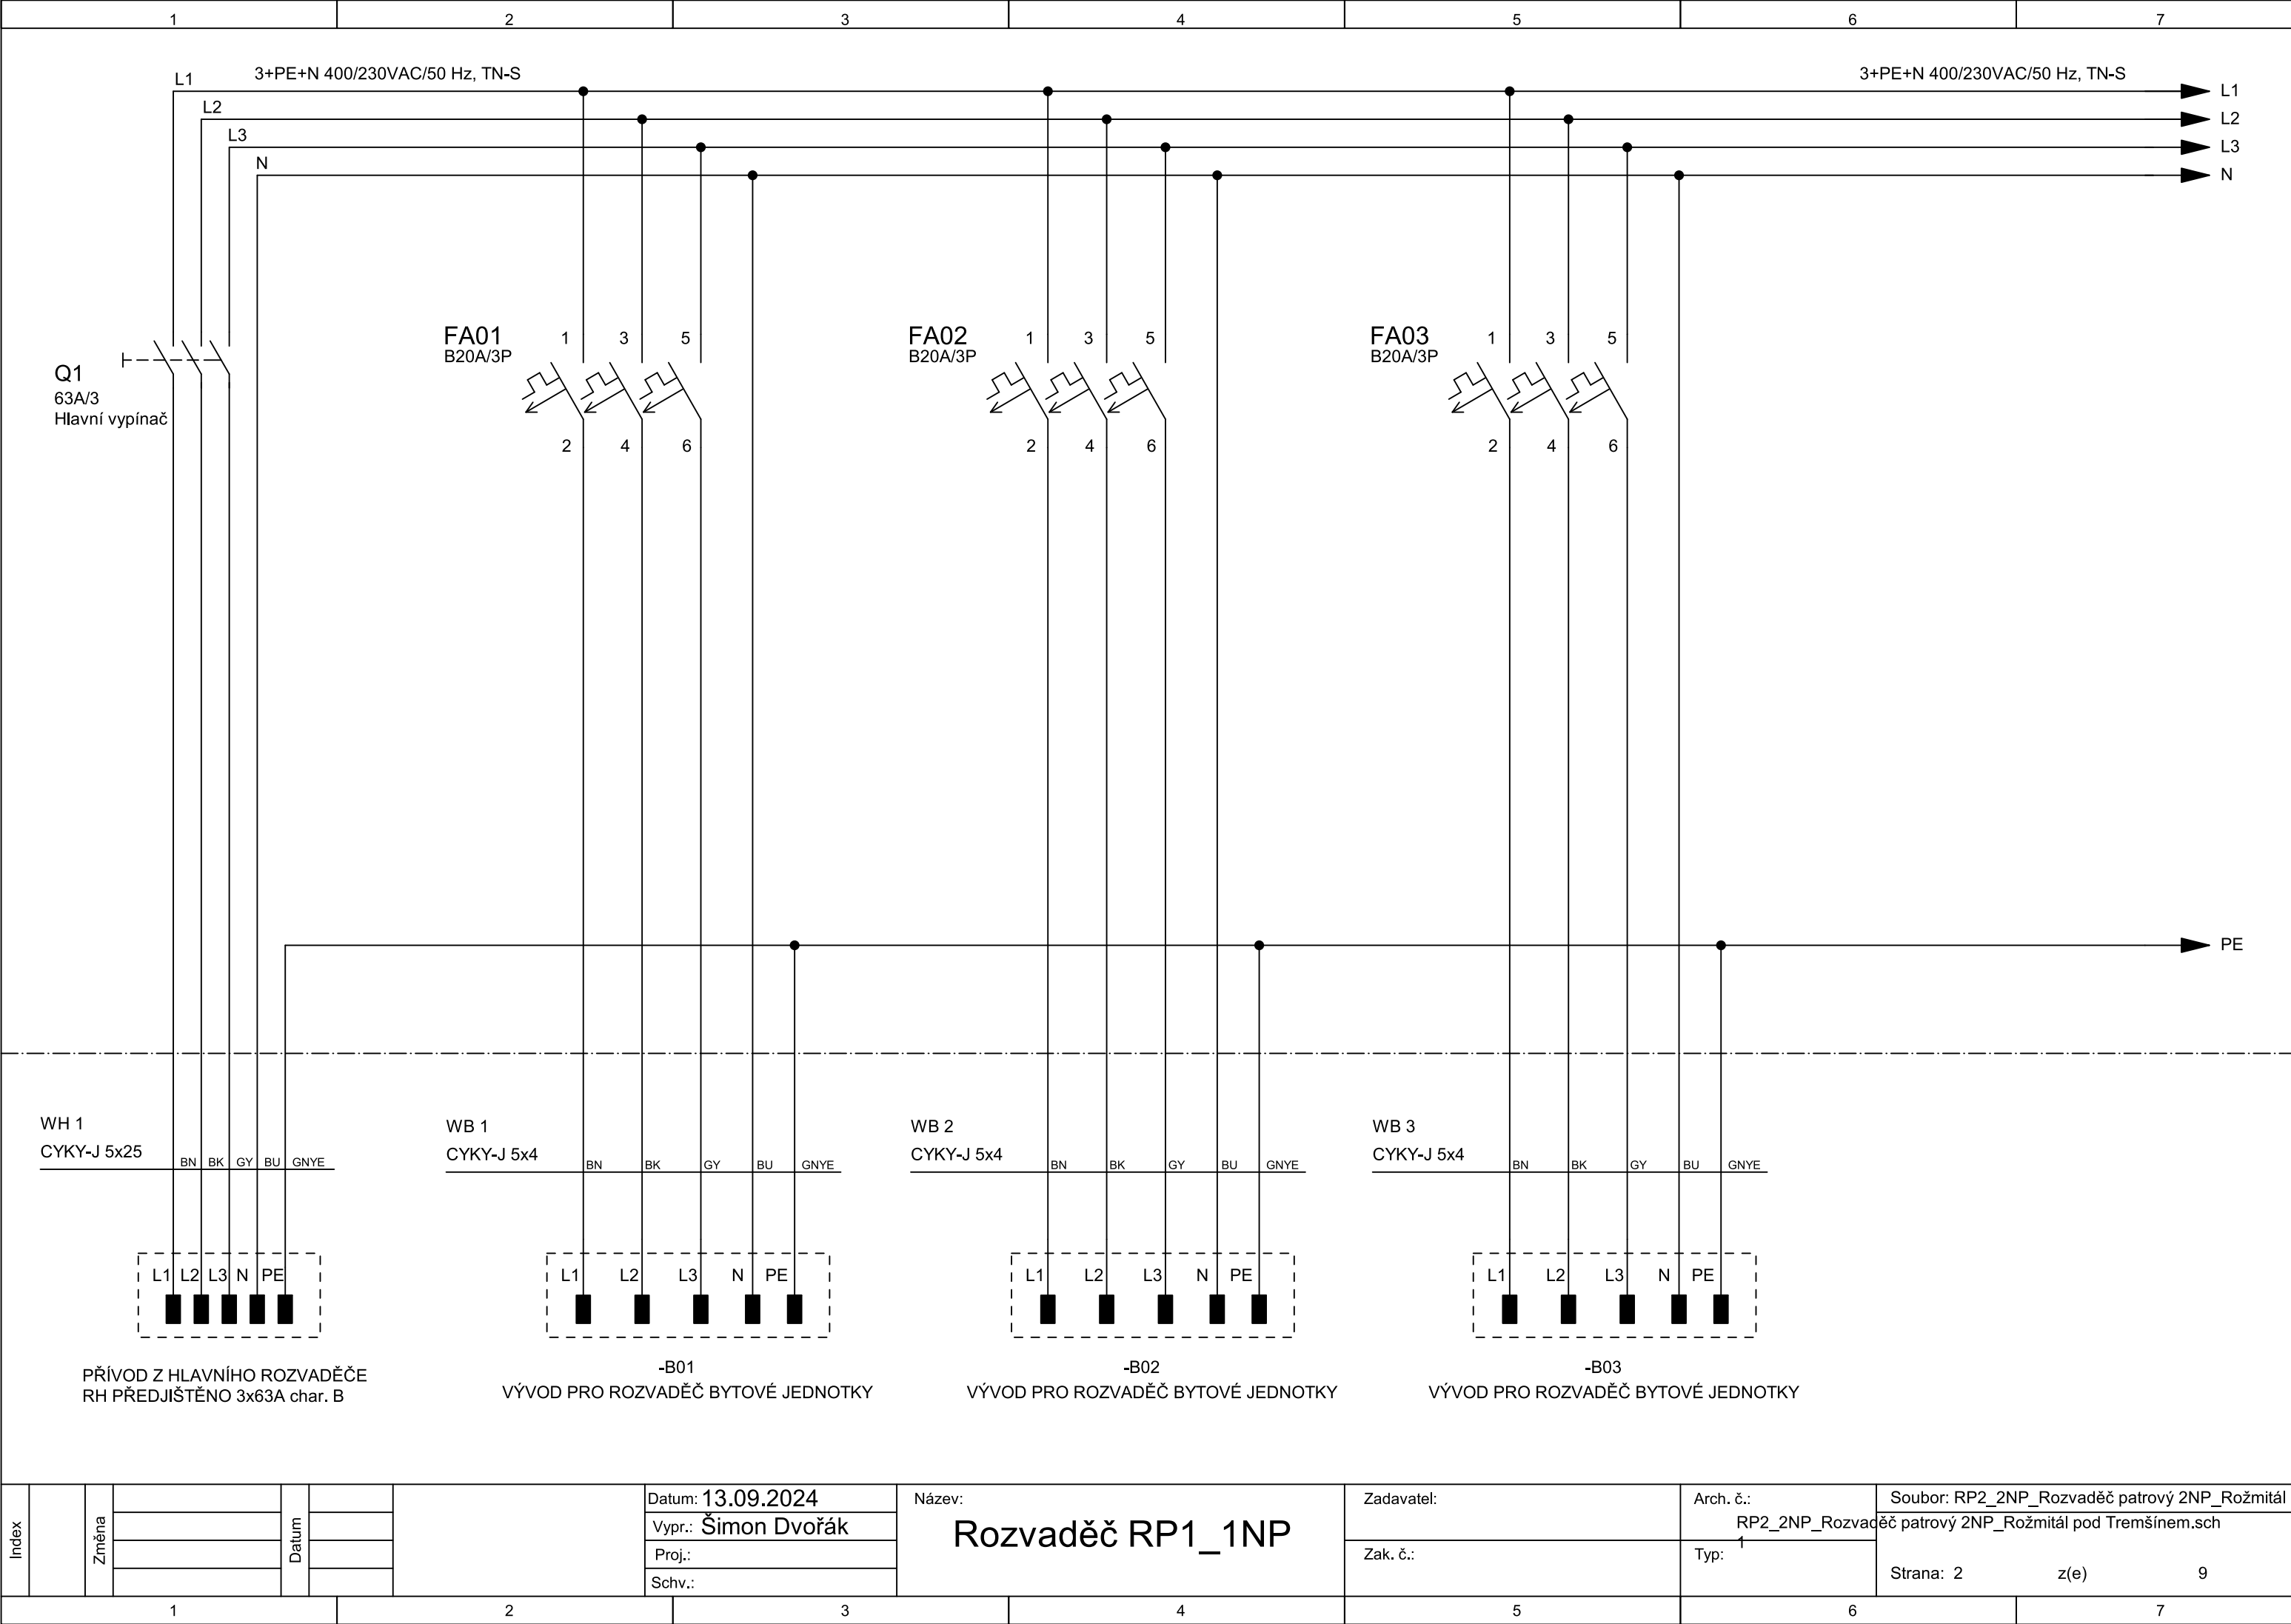 1 2 3 4 5 6 7
L1 3+PE+N 400/230VAC/50 Hz, TN-S 3+PE+N 400/230VAC/50 Hz, TN-S L1
L2 L2
L3 L3
N N
Q1
63A/3
Hlavní vypínač
FA01
B20A/3P
1 3 5
2 4 6
FA02
B20A/3P
1 3 5
2 4 6
FA03
B20A/3P
1 3 5
2 4 6
PE
WH 1
CYKY-J 5x25
BN BK GY BU GNYE
WB 1
CYKY-J 5x4
BN BK GY BU GNYE
WB 2
CYKY-J 5x4
BN BK GY BU GNYE
WB 3
CYKY-J 5x4
BN BK GY BU GNYE
L1 L2 L3 N PE
L1 L2 L3 N PE
L1 L2 L3 N PE
L1 L2 L3 N PE
PŘÍVOD Z HLAVNÍHO ROZVADĚČE
RH PŘEDJIŠTĚNO 3x63A char. B
-B01
VÝVOD PRO ROZVADĚČ BYTOVÉ JEDNOTKY
-B02
VÝVOD PRO ROZVADĚČ BYTOVÉ JEDNOTKY
-B03
VÝVOD PRO ROZVADĚČ BYTOVÉ JEDNOTKY
Index
Změna
Datum
Datum: 13.09.2024
Vypr.: Šimon Dvořák
Proj.:
Schv.:
Název:
Rozvaděč RP1_1NP
Zadavatel:
Zak. č.:
Arch. č.:
RP2_2NP_Rozvaděč patrový 2NP_Rožmitál pod Tremšínem.sch
1
Typ:
Soubor: RP2_2NP_Rozvaděč patrový 2NP_Rožmitál
Strana: 2 z(e) 9
1 2 3 4 5 6 7